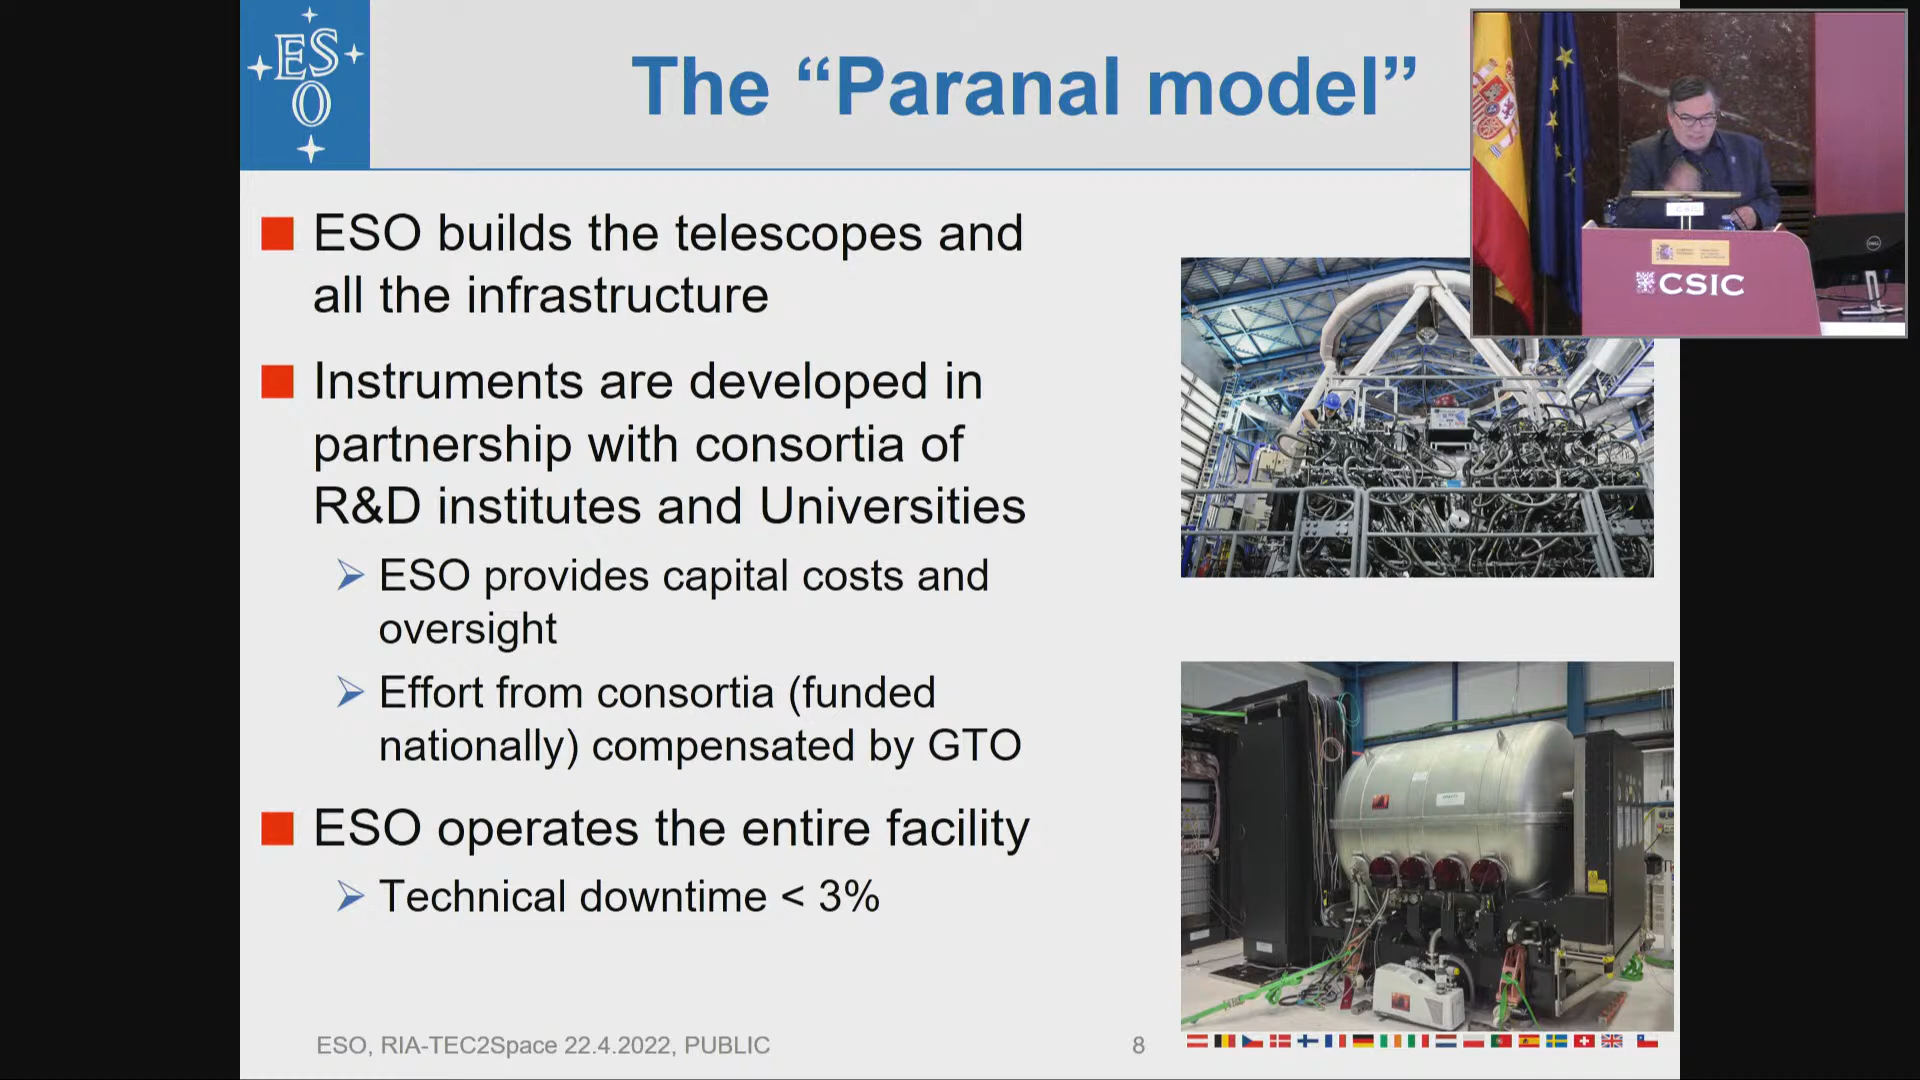 ESO
The “Paranal model”
ESO builds the telescopes and
all the infrastructure
Instruments are developed in
partnership with consortia of
R&D institutes and Universities
ESO provides capital costs and
oversight
Effort from consortia (funded
nationally) compensated by GTO
ESO operates the entire facility
Technical downtime < 3%
ESO, RIA-TEC2Space 22.4.2022, PUBLIC
8
CSIC